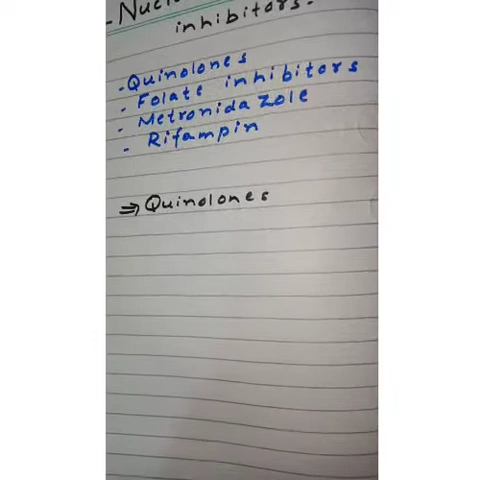 inhibitors.
- Quinolones
- Folate inhibitors
- Metronidazole
- Rifampin
⇒ Quinolones